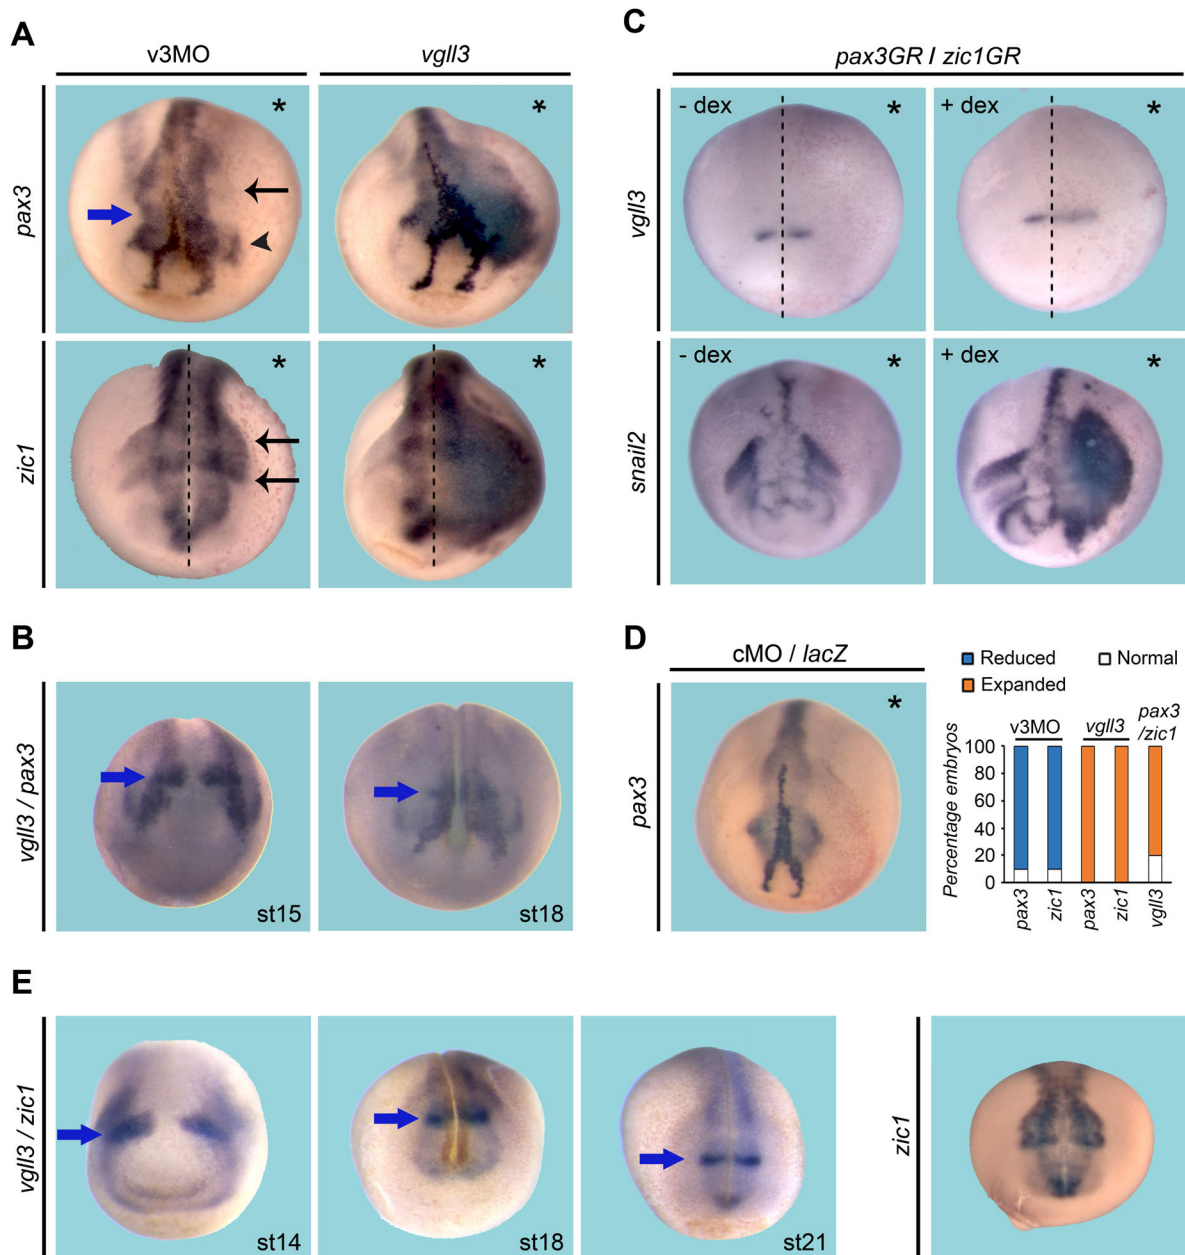 A
v3MO
vgll3
pax3
*
*
zic1
*
*
B
vgll3 / pax3
st15
st18
C
pax3GR / zic1GR
vgll3
- dex
*
+ dex
*
snail2
- dex
*
+ dex
*
D
cMO / lacZ
pax3
*
Reduced
Normal
Expanded
v3MO
vgll3
pax3
/zic1
Percentage embryos
100
80
60
40
20
0
pax3
zic1
pax3
zic1
vgll3
E
vgll3 / zic1
st14
st18
st21
zic1